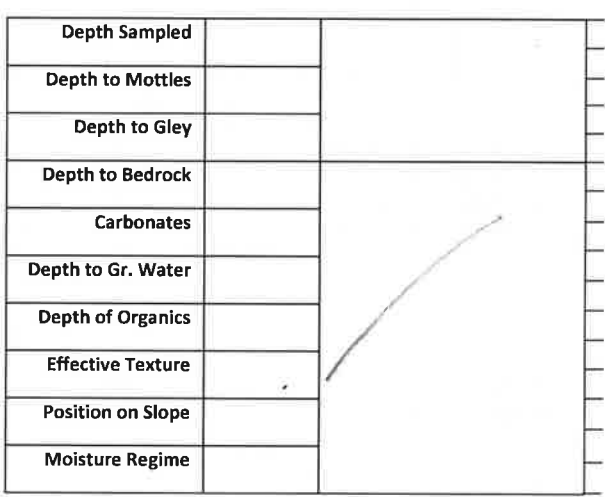 Depth Sampled
Depth to Mottles
Depth to Gley
Depth to Bedrock
Carbonates
Depth to Gr. Water
Depth of Organics
Effective Texture
Position on Slope
Moisture Regime